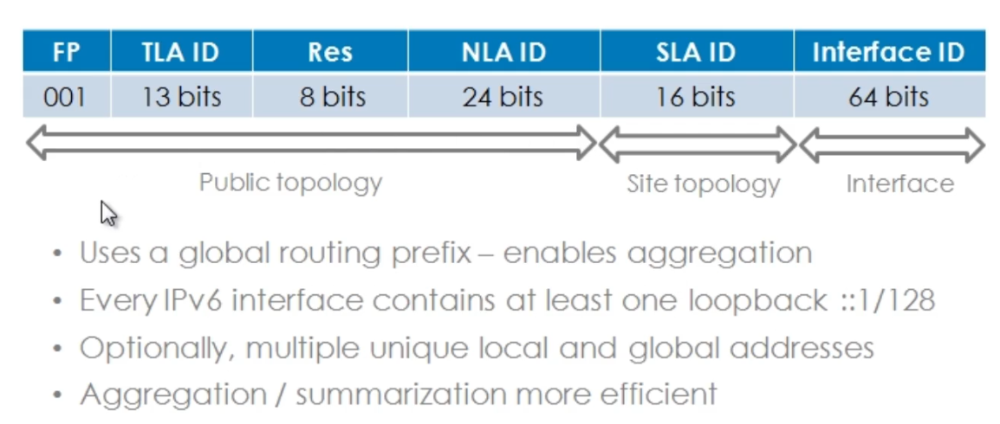 FP TLA ID Res NLA ID SLA ID Interface ID
001 13 bits 8 bits 24 bits 16 bits 64 bits
Public topology Site topology Interface
• Uses a global routing prefix – enables aggregation
• Every IPv6 interface contains at least one loopback ::1/128
• Optionally, multiple unique local and global addresses
• Aggregation / summarization more efficient